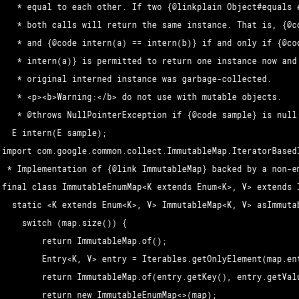 * equal to each other. If two {@linkplain Object#equals
* both calls will return the same instance. That is, {@co
* and {@code intern(a) == intern(b)} if and only if {@co
* intern(a)} is permitted to return one instance now and
* original interned instance was garbage-collected.
* <p><b>Warning:</b> do not use with mutable objects.
* @throws NullPointerException if {@code sample} is null
E intern(E sample);
import com.google.common.collect.ImmutableMap.IteratorBasedI
* Implementation of {@link ImmutableMap} backed by a non-em
final class ImmutableEnumMap<K extends Enum<K>, V> extends I
static <K extends Enum<K>, V> ImmutableMap<K, V> asImmutab
switch (map.size()) {
return ImmutableMap.of();
Entry<K, V> entry = Iterables.getOnlyElement(map.ent
return ImmutableMap.of(entry.getKey(), entry.getValu
return new ImmutableEnumMap<>(map);